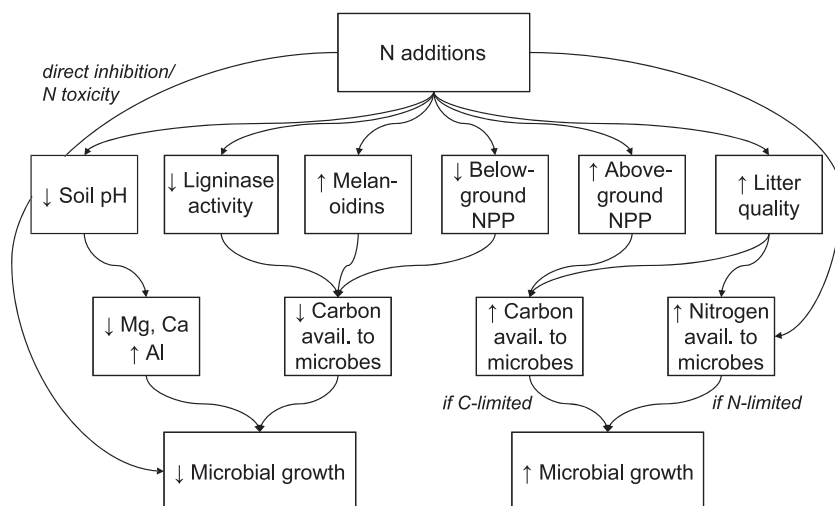 N additions
direct inhibition/
N toxicity
↓ Soil pH
↓ Ligninase
activity
↑ Melan-
oidins
↓ Below-
ground
NPP
↑ Above-
ground
NPP
↑ Litter
quality
↓ Mg, Ca
↑ Al
↓ Carbon
avail. to
microbes
↑ Carbon
avail. to
microbes
↑ Nitrogen
avail. to
microbes
if C-limited
if N-limited
↓ Microbial growth
↑ Microbial growth